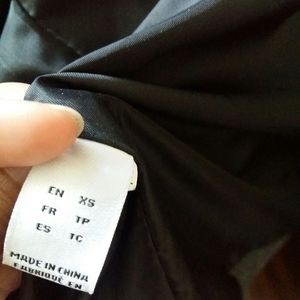 EN XS
FR TP
ES TC
MADE IN CHINA
FABRIQUÉ EN